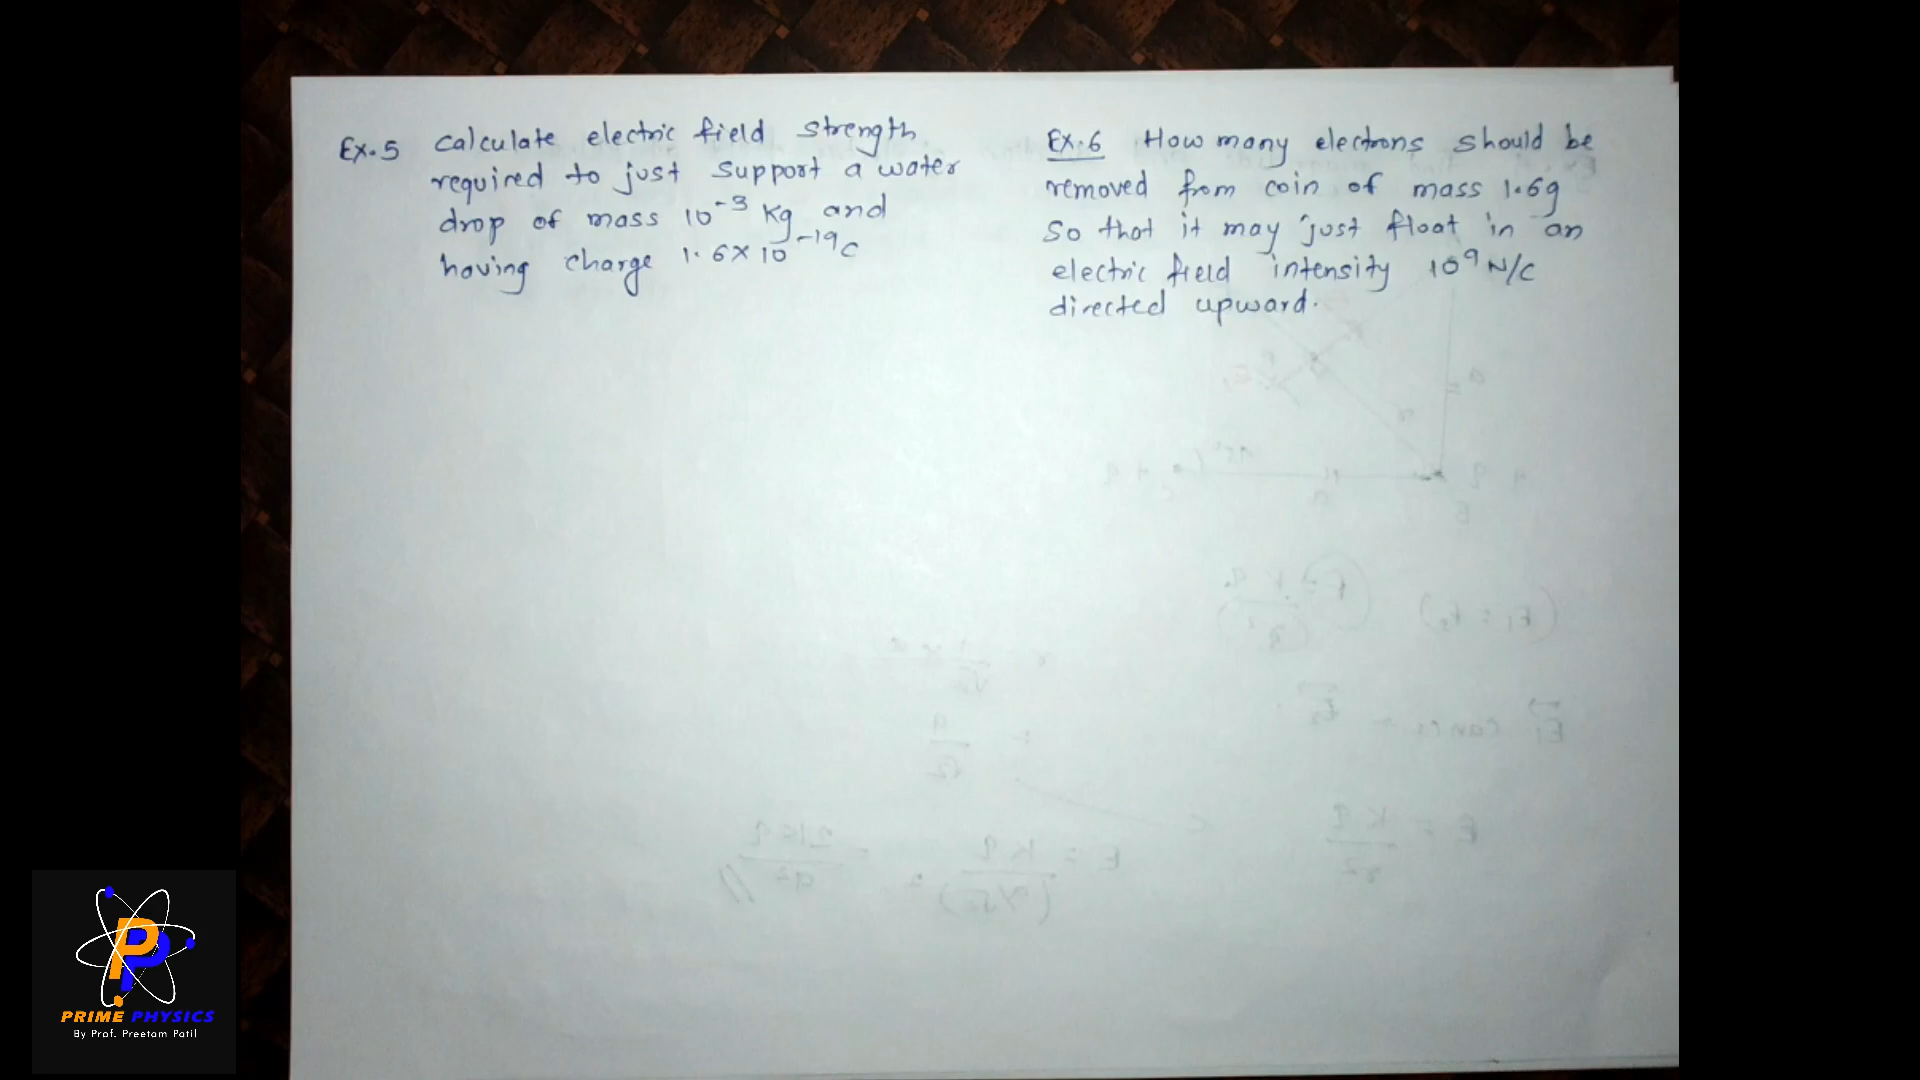 Ex.5 Calculate electric field strength
required to just support a water
drop of mass 10⁻³ kg and
having charge 1.6×10⁻¹⁹C
Ex.6 How many electrons should be
removed from coin of mass 1.6g
So that it may just float in an
electric field intensity 10⁹ N/C
directed upward.
PRIME PHYSICS
By Prof. Preetam Patil